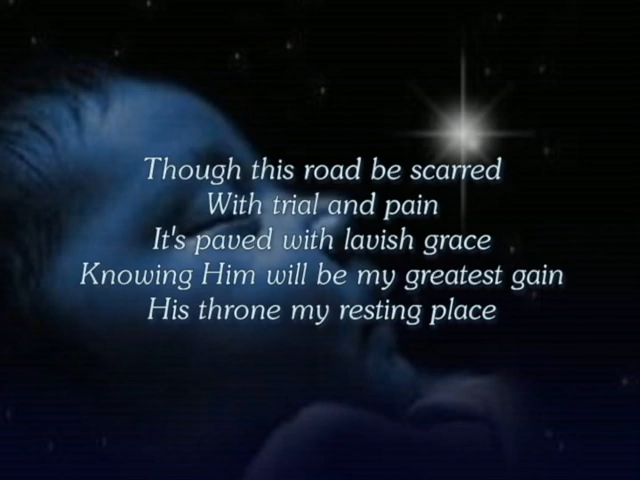 Though this road be scarred
With trial and pain
It's paved with lavish grace
Knowing Him will be my greatest gain
His throne my resting place